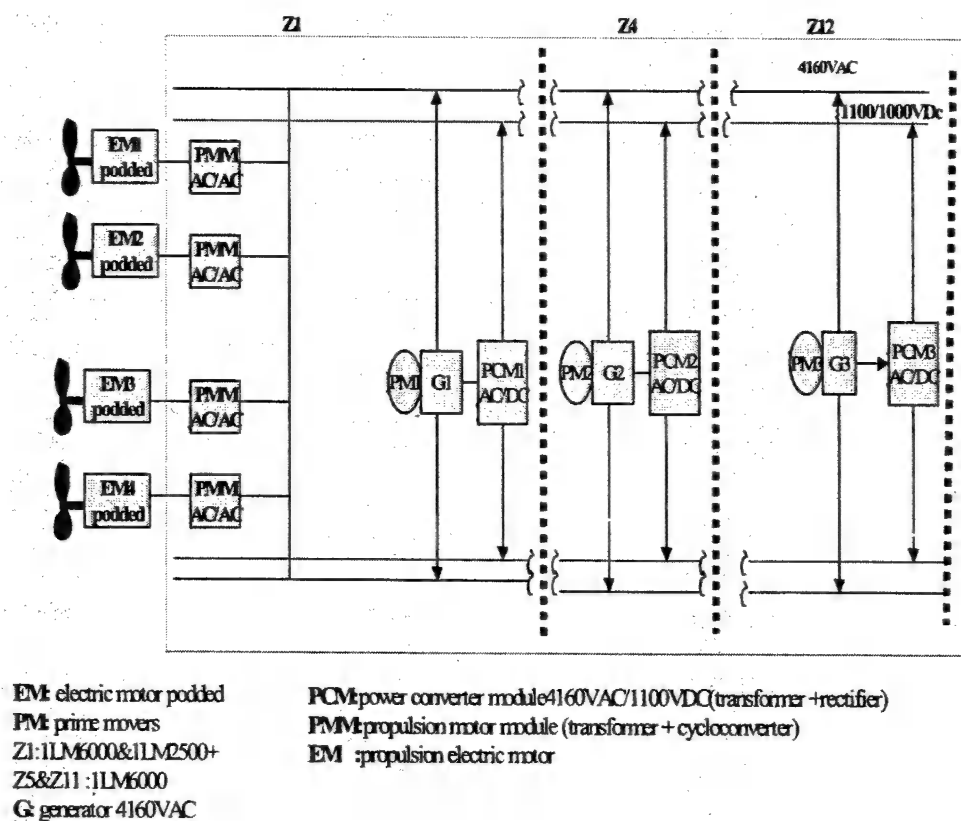 Z1 Z4 Z12
4160VAC
1100/1000VDc
EM1
podded
PMM
AC/AC
EM2
podded
PMM
AC/AC
EM3
podded
PMM
AC/AC
EM4
podded
PMM
AC/AC
PM1
G1
PCM1
AC/DC
PM2
G2
PCM2
AC/DC
PM3
G3
PCM3
AC/DC
EM: electric motor podded
PM: prime movers
Z1:1LM6000&1LM2500+
Z5&Z11 :1LM6000
G: generator 4160VAC
PCM:power converter module4160VAC/1100VDC(transformer +rectifier)
PMM:propulsion motor module (transformer + cycloconverter)
EM :propulsion electric motor